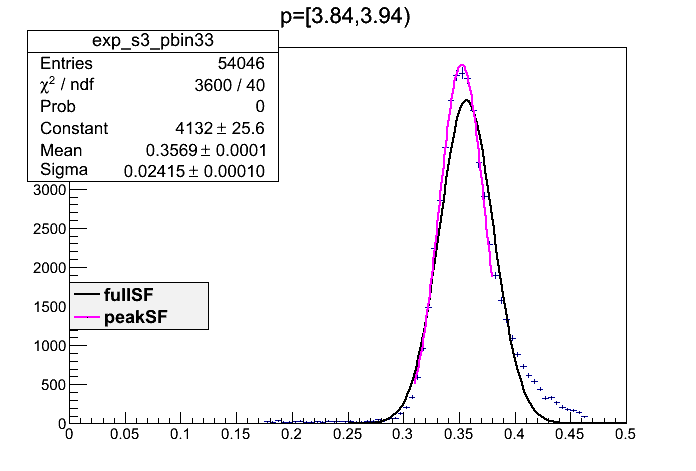 p=[3.84,3.94)
exp_s3_pbin33
Entries 54046
χ² / ndf 3600 / 40
Prob 0
Constant 4132 ± 25.6
Mean 0.3569 ± 0.0001
Sigma 0.02415 ± 0.00010
3000
2500
2000
1500
1000
500
0
fullSF
peakSF
0 0.05 0.1 0.15 0.2 0.25 0.3 0.35 0.4 0.45 0.5